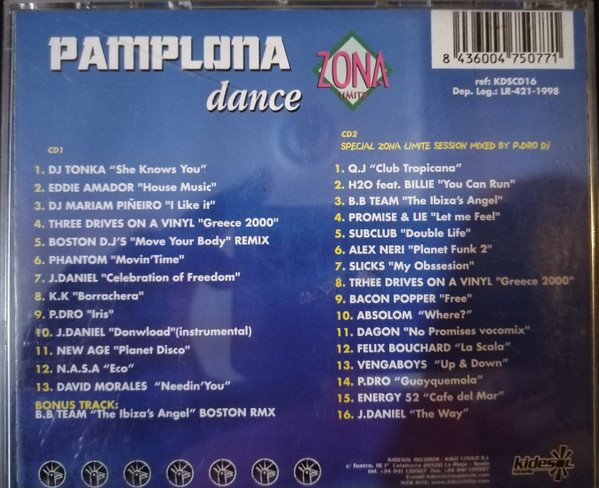 PAMPLONA
dance
ZONA
LIMITE
8 436004 750771
ref: KDSCD16
Dep. Leg.: LR-421-1998
CD1
1. DJ TONKA "She Knows You"
2. EDDIE AMADOR "House Music"
3. DJ MARIAM PIÑEIRO "I Like it"
4. THREE DRIVES ON A VINYL "Greece 2000"
5. BOSTON D.J'S "Move Your Body" REMIX
6. PHANTOM "Movin'Time"
7. J.DANIEL "Celebration of Freedom"
8. K.K "Borrachera"
9. P.DRO "Iris"
10. J.DANIEL "Donwload"(instrumental)
11. NEW AGE "Planet Disco"
12. N.A.S.A "Eco"
13. DAVID MORALES "Needin'You"
BONUS TRACK:
B.B TEAM "The Ibiza's Angel" BOSTON RMX
CD2
SPECIAL ZONA LIMITE SESSION MIXED BY P.DRO DJ
1. Q.J "Club Tropicana"
2. H2O feat. BILLIE "You Can Run"
3. B.B TEAM "The Ibiza's Angel"
4. PROMISE & LIE "Let me Feel"
5. SUBCLUB "Double Life"
6. ALEX NERI "Planet Funk 2"
7. SLICKS "My Obssesion"
8. TRHEE DRIVES ON A VINYL "Greece 2000"
9. BACON POPPER "Free"
10. ABSOLOM "Where?"
11. DAGON "No Promises vocomix"
12. FELIX BOUCHARD "La Scala"
13. VENGABOYS "Up & Down"
14. P.DRO "Guayquemola"
15. ENERGY 52 "Cafe del Mar"
16. J.DANIEL "The Way"
kidesol